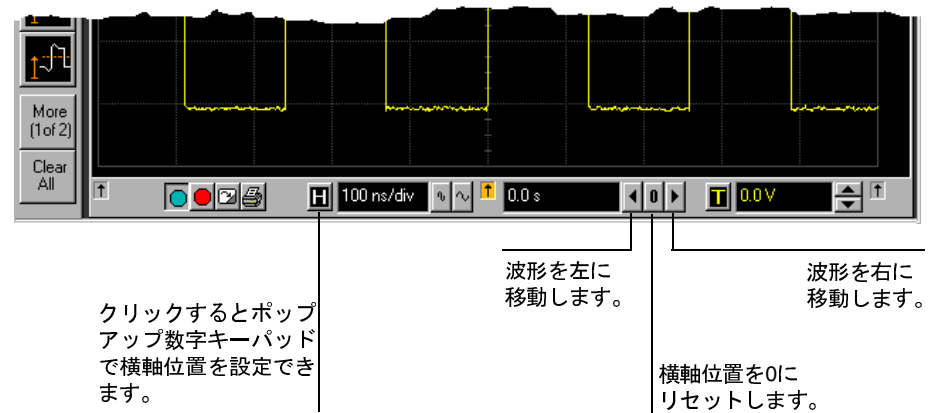 More
(1of 2)
Clear
All
H
100 ns/div
0.0 s
0
T
0.0 V
波形を左に
移動します。
波形を右に
移動します。
クリックするとポップ
アップ数字キーパッド
で横軸位置を設定でき
ます。
横軸位置を0に
リセットします。